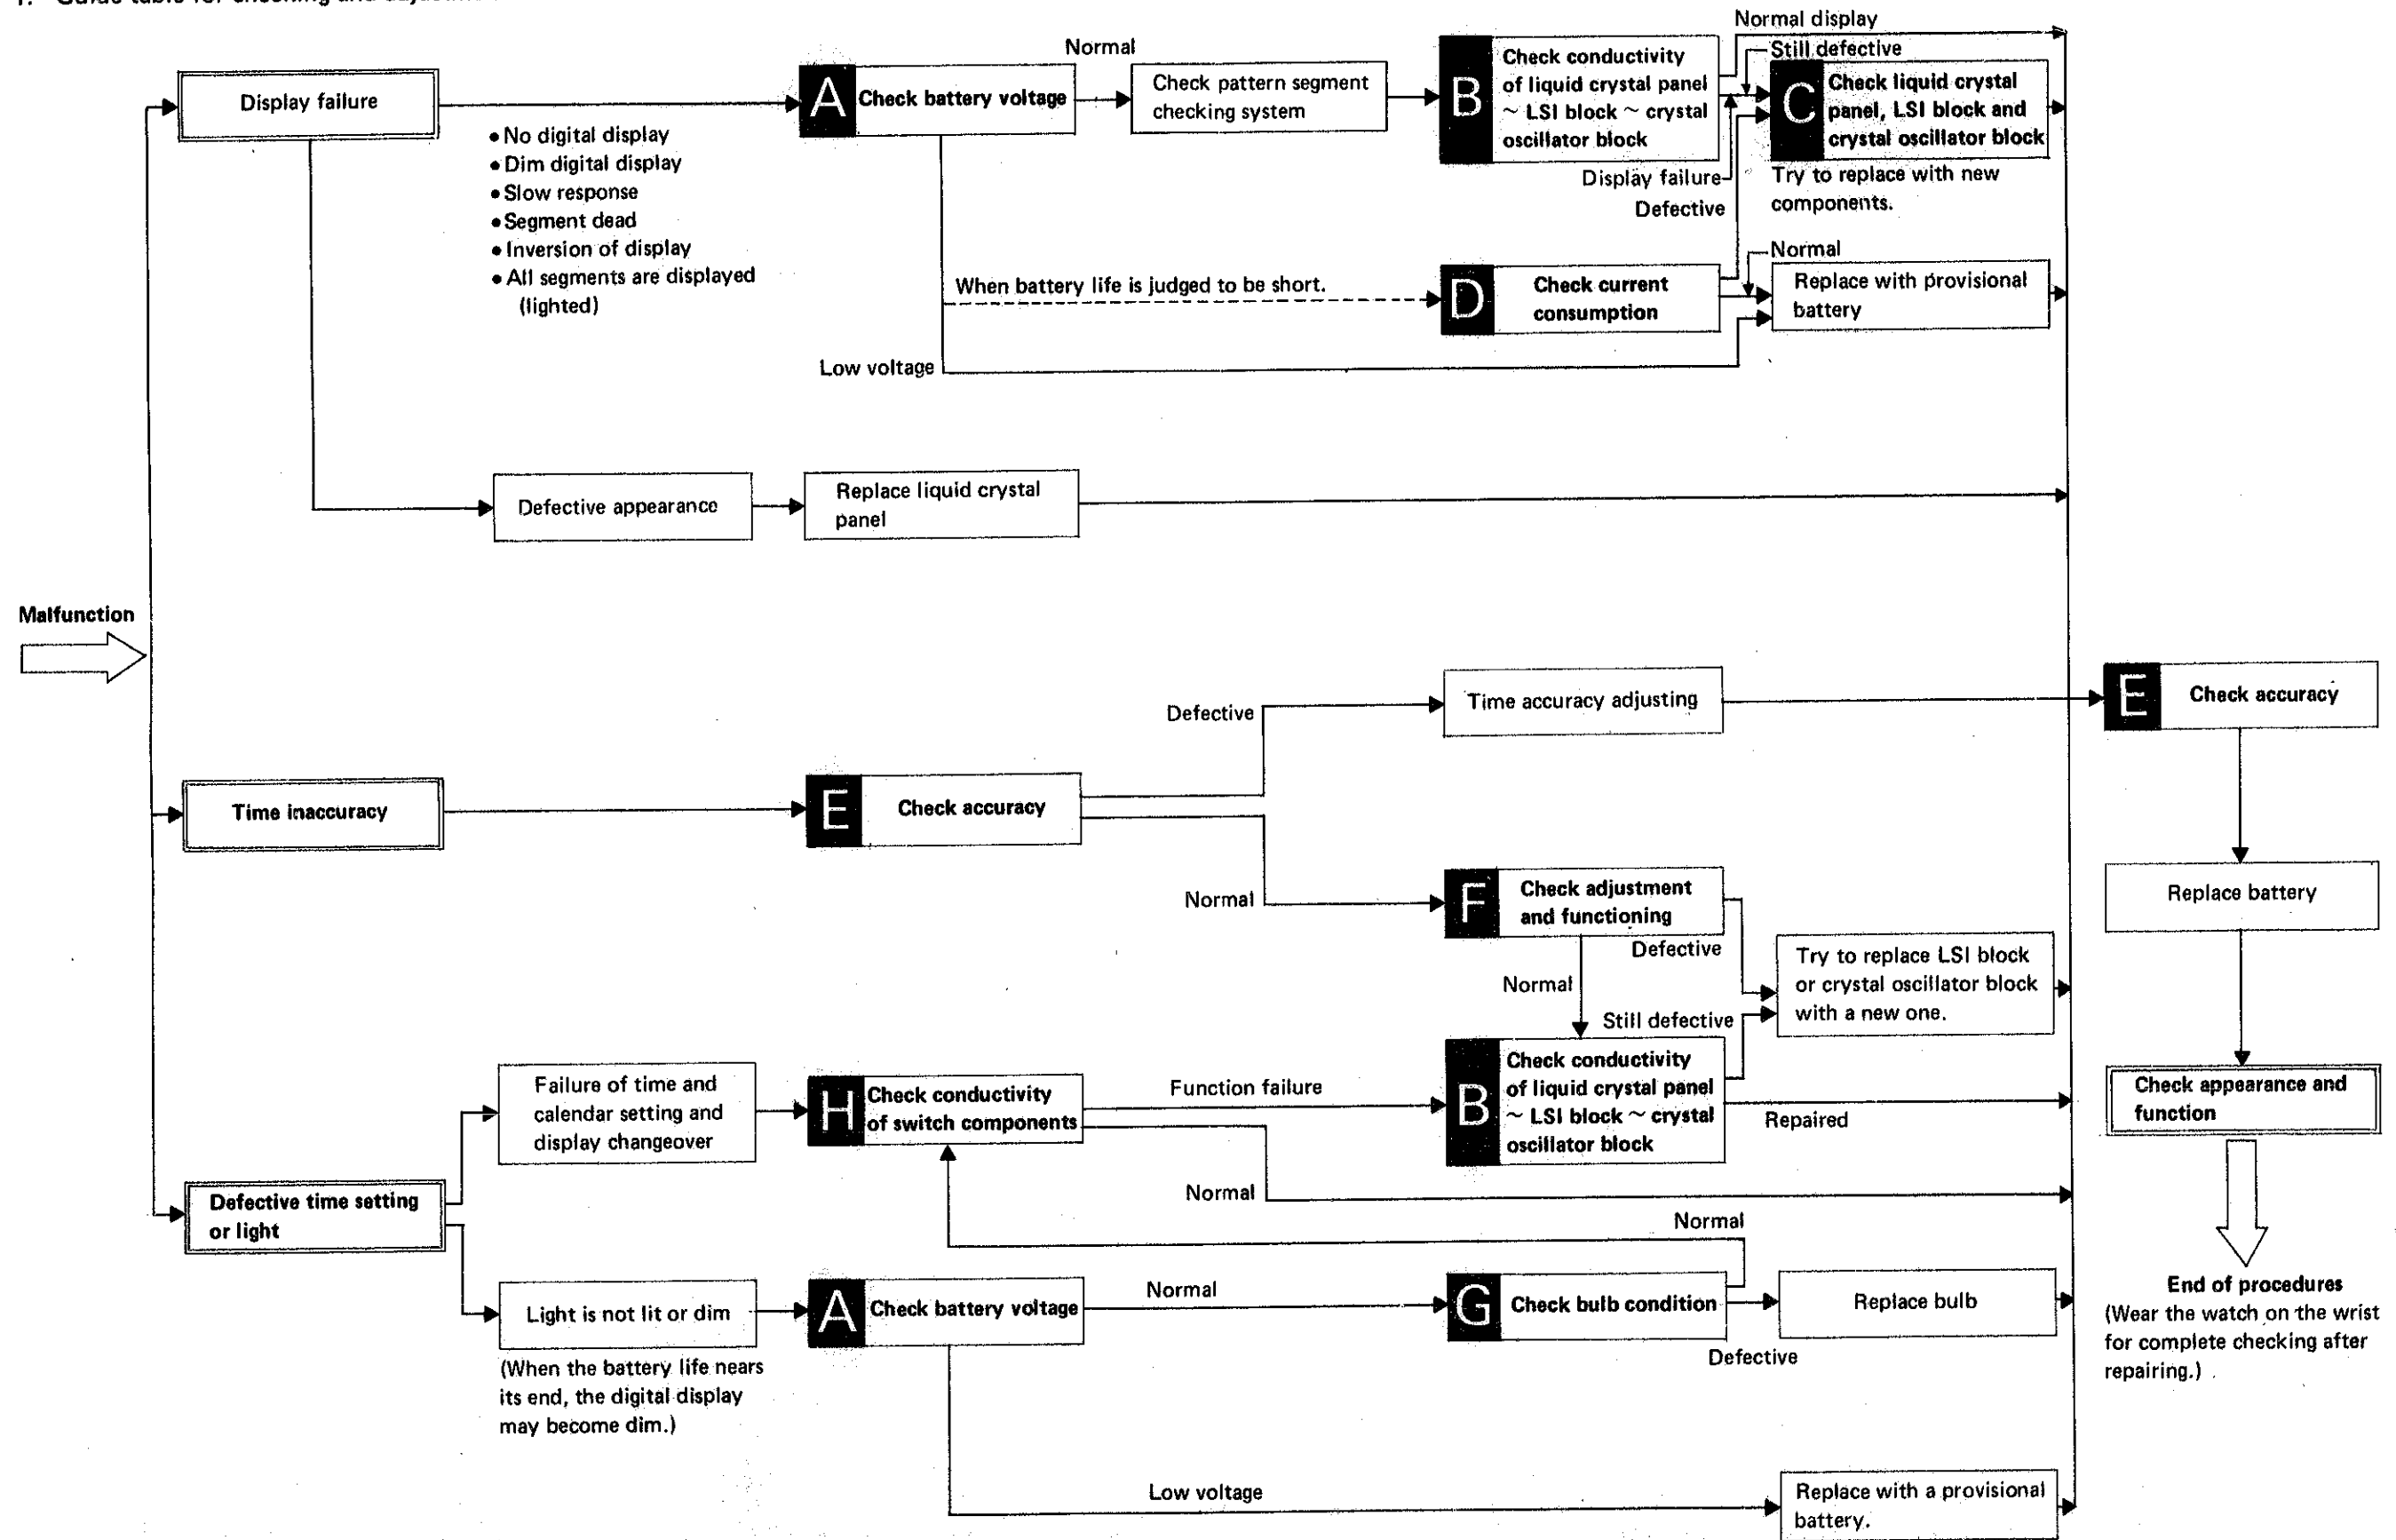 1. Guide table for checking and
Malfunction
Display failure
• No digital display
• Dim digital display
• Slow response
• Segment dead
• Inversion of display
• All segments are displayed
(lighted)
A Check battery voltage
Normal
Check pattern segment
checking system
B Check conductivity
of liquid crystal panel
~ LSI block ~ crystal
oscillator block
Normal display
Still defective
C Check liquid crystal
panel, LSI block and
crystal oscillator block
Try to replace with new
components.
Display failure
Defective
When battery life is judged to be short.
D Check current
consumption
Normal
Replace with provisional
battery
Low voltage
Defective appearance
Replace liquid crystal
panel
Time inaccuracy
E Check accuracy
Defective
Time accuracy adjusting
Normal
F Check adjustment
and functioning
Defective
Normal
Try to replace LSI block
or crystal oscillator block
with a new one.
Still defective
B Check conductivity
of liquid crystal panel
~ LSI block ~ crystal
oscillator block
Repaired
Defective time setting
or light
Failure of time and
calendar setting and
display changeover
H Check conductivity
of switch components
Function failure
Normal
Normal
Light is not lit or dim
(When the battery life nears
its end, the digital display
may become dim.)
A Check battery voltage
Normal
G Check bulb condition
Defective
Replace bulb
Low voltage
Replace with a provisional
battery.
E Check accuracy
Replace battery
Check appearance and
function
End of procedures
(Wear the watch on the wrist
for complete checking after
repairing.)